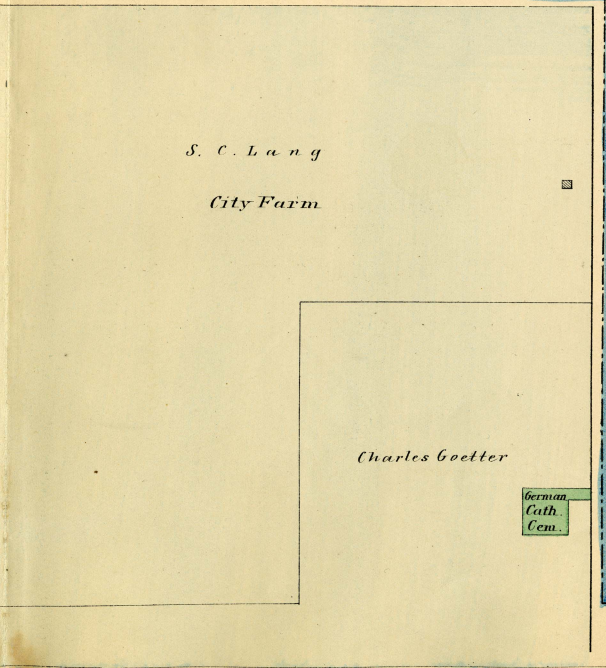 S. C. Lang
City Farm
Charles Goetter
German
Cath.
Cem.